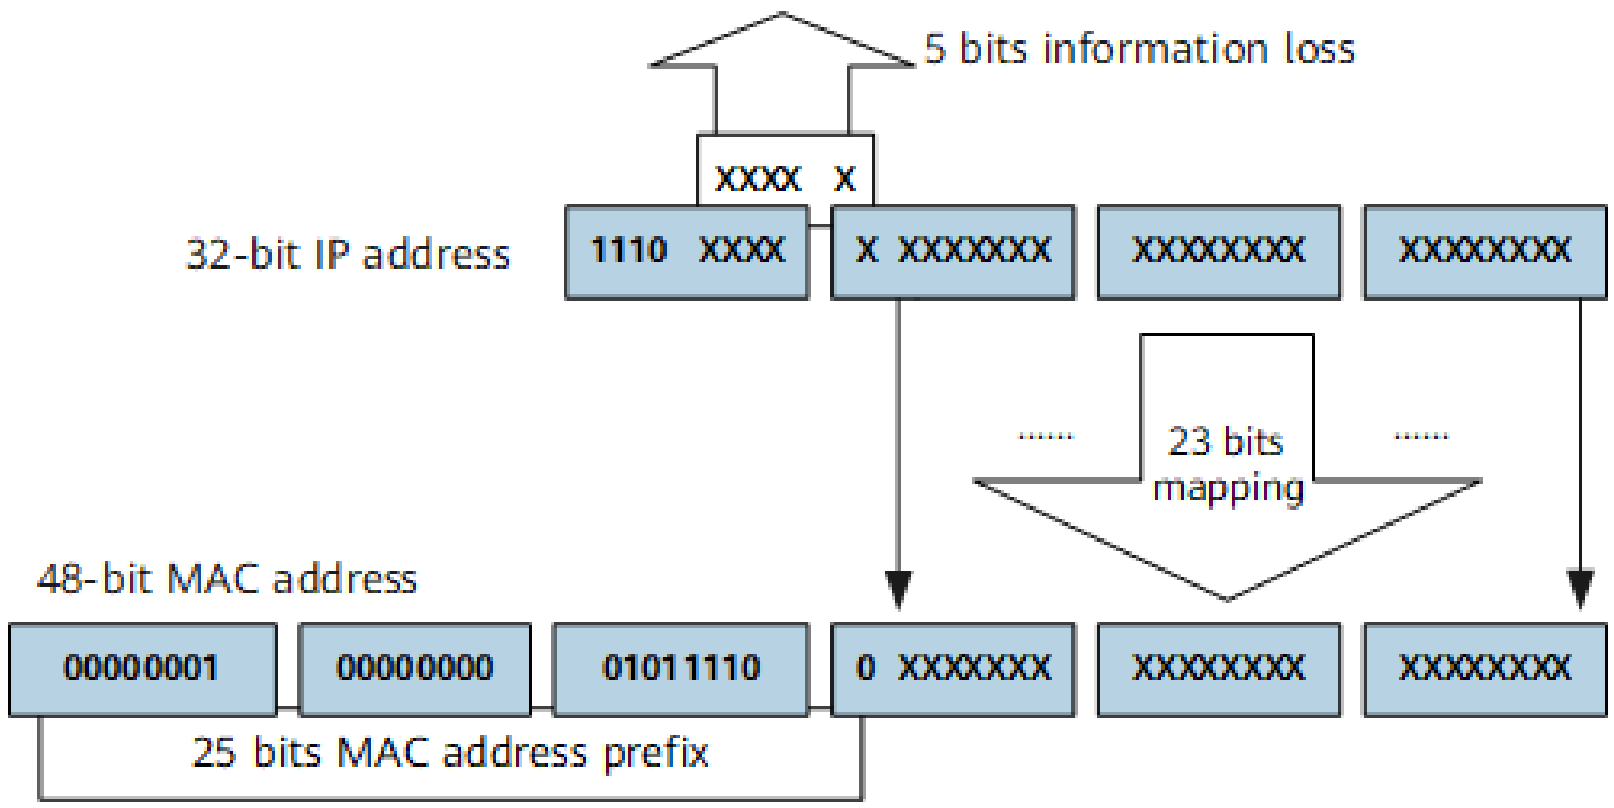 5 bits information loss
XXXX X
32-bit IP address
1110 XXXX X XXXXXXX XXXXXXXX XXXXXXXX
...... 23 bits ......
mapping
48-bit MAC address
00000001 00000000 01011110 0 XXXXXXX XXXXXXXX XXXXXXXX
25 bits MAC address prefix